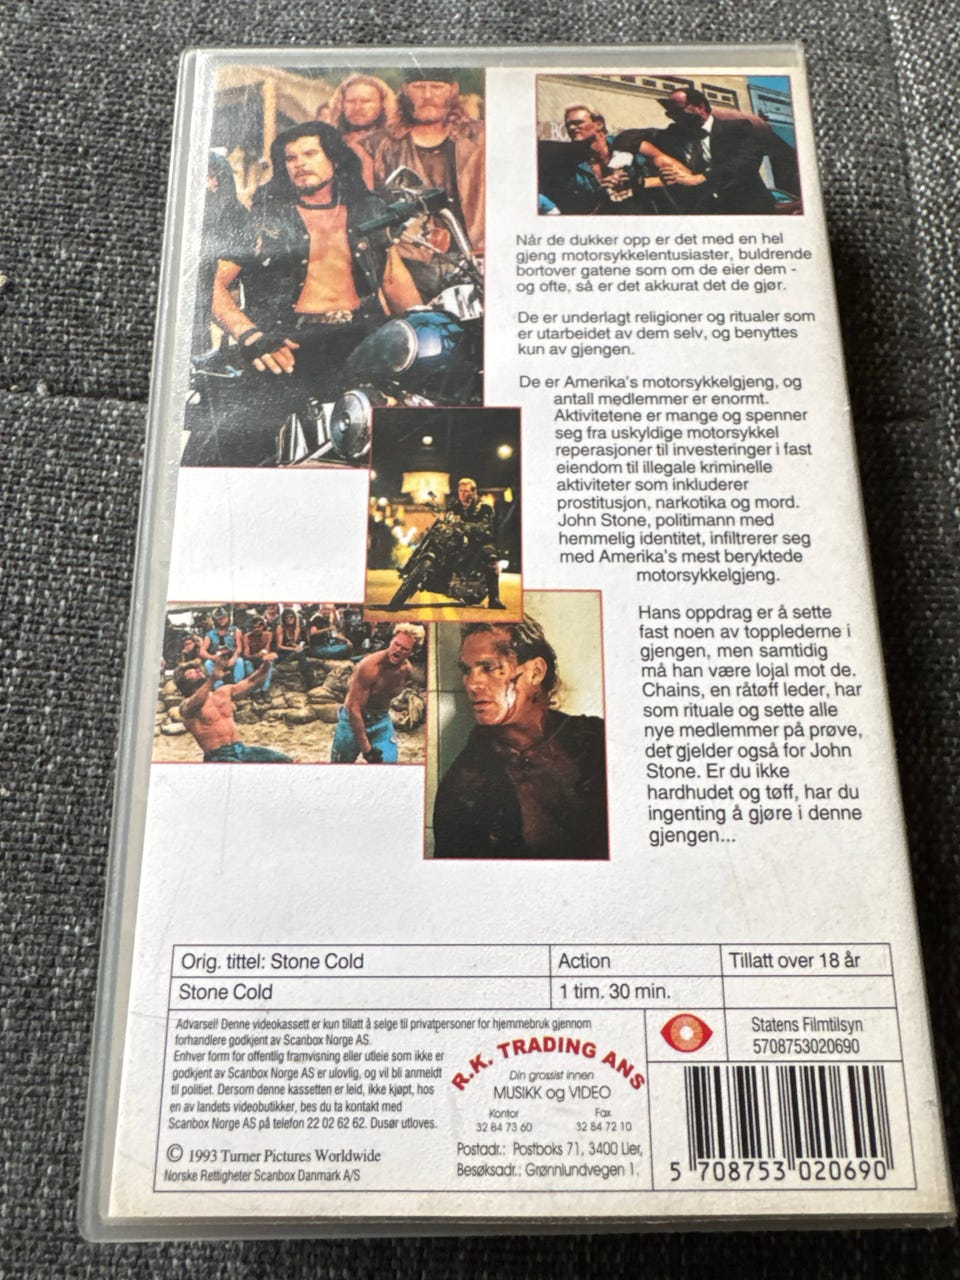 Når de dukker opp er det med en hel
gjeng motorsykkelentusiaster, buldrende
bortover gatene som om de eier dem -
og ofte, så er det akkurat det de gjør.
De er underlagt religioner og ritualer som
er utarbeidet av dem selv, og benyttes
kun av gjengen.
De er Amerika's motorsykkelgjeng, og
antall medlemmer er enormt.
Aktivitetene er mange og spenner
seg fra uskyldige motorsykkel
reperasjoner til investeringer i fast
eiendom til illegale kriminelle
aktiviteter som inkluderer
prostitusjon, narkotika og mord.
John Stone, politimann med
hemmelig identitet, infiltrerer seg
med Amerika's mest beryktede
motorsykkelgjeng.
Hans oppdrag er å sette
fast noen av topplederne i
gjengen, men samtidig
må han være lojal mot de.
Chains, en råtøff leder, har
som rituale og sette alle
nye medlemmer på prøve,
det gjelder også for John
Stone. Er du ikke
hardhudet og tøff, har du
ingenting å gjøre i denne
gjengen...
Orig. tittel: Stone Cold
Action
Tillatt over 18 år
Stone Cold
1 tim. 30 min.
Advarsel! Denne videokassett er kun tillatt å selge til privatpersoner for hjemmebruk gjennom
forhandlere godkjent av Scanbox Norge AS.
Enhver form for offentlig framvisning eller utleie som ikke er
godkjent av Scanbox Norge AS er ulovlig, og vil bli anmeldt
til politiet. Dersom denne kassetten er leid, ikke kjøpt, hos
en av landets videobutikker, bes du ta kontakt med
Scanbox Norge AS på telefon 22 02 62 62. Dusør utloves.
© 1993 Turner Pictures Worldwide
Norske Rettigheter Scanbox Danmark A/S
R.K. TRADING ANS
Din grossist innen
MUSIKK og VIDEO
Kontor Fax
32 84 73 60 32 84 72 10
Postadr.: Postboks 71, 3400 Lier,
Besøksadr.: Grønnlundvegen 1.
Statens Filmtilsyn
5708753020690
5 708753 020690